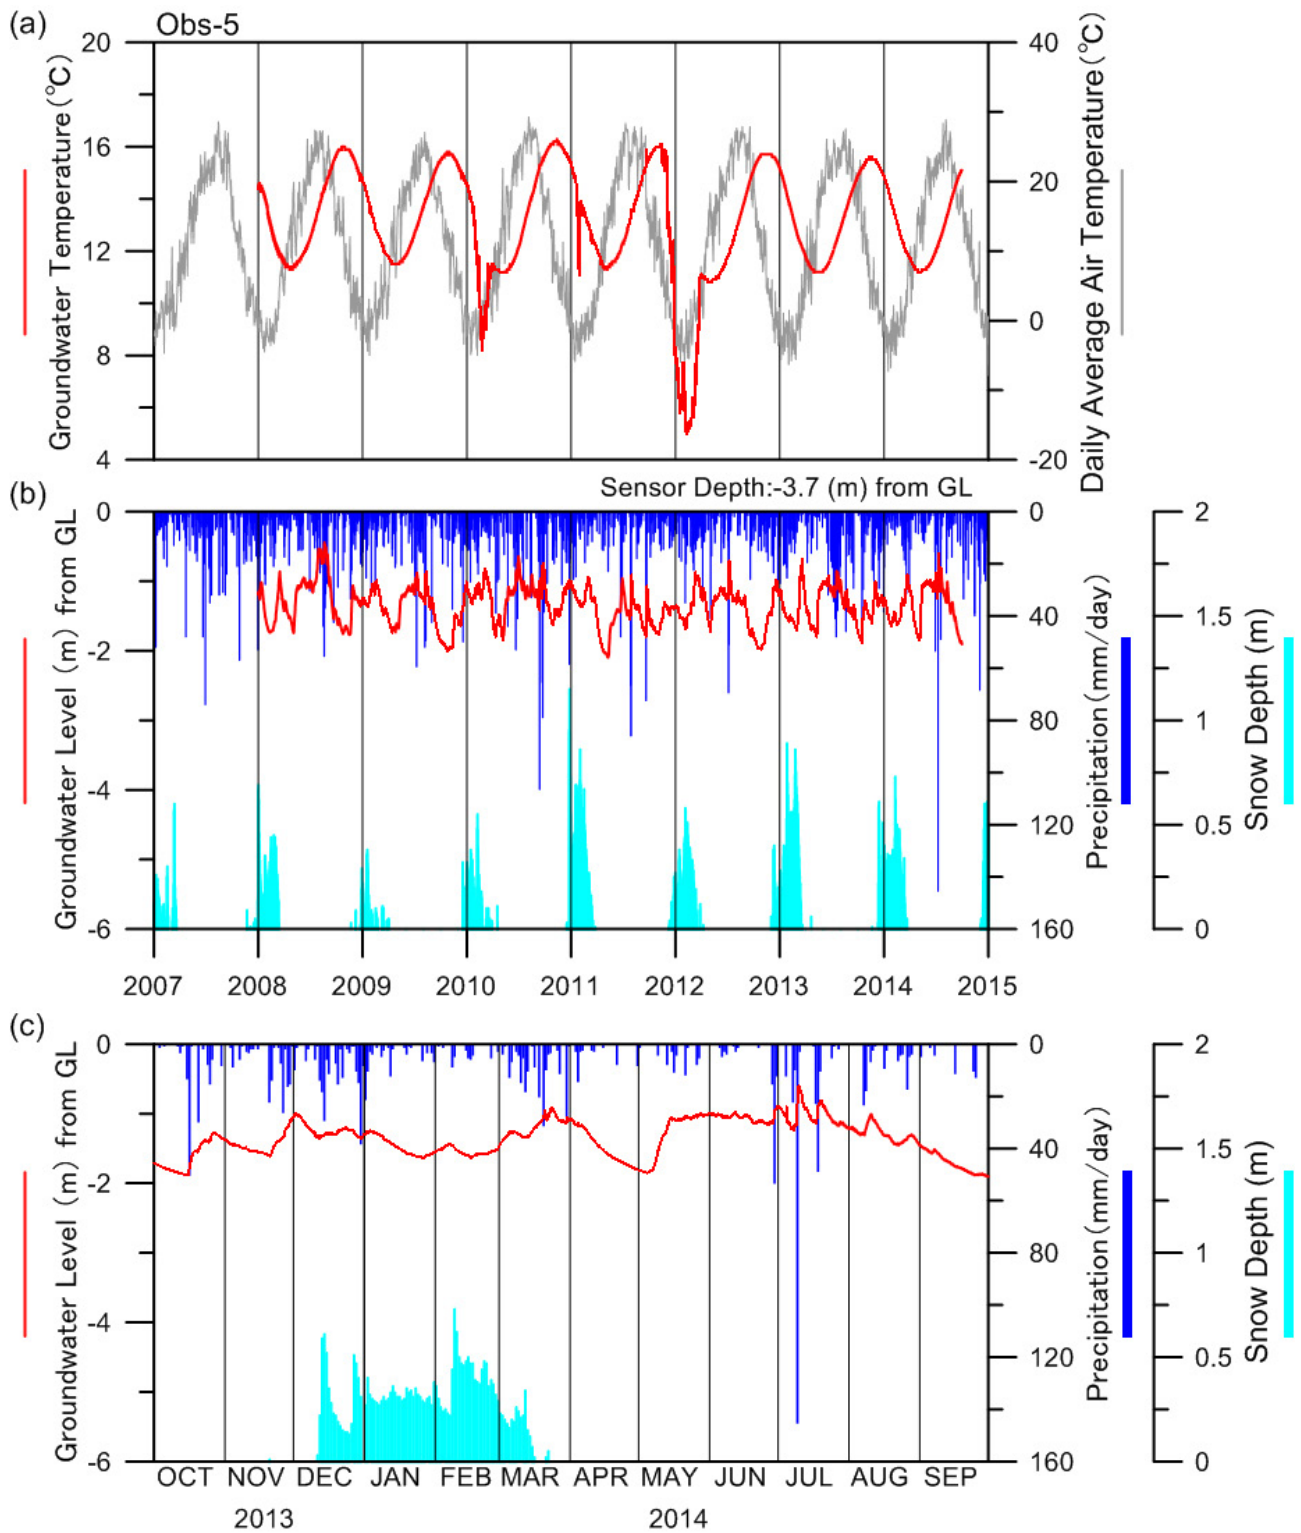 (a)
Obs-5
Groundwater Temperature(℃)
20
16
12
8
4
40
20
0
-20
Daily Average Air Temperature(℃)
(b)
Sensor Depth:-3.7 (m) from GL
Groundwater Level (m) from GL
0
-2
-4
-6
0
40
80
120
160
Precipitation(mm/day)
2
1.5
1
0.5
0
Snow Depth (m)
2007 2008 2009 2010 2011 2012 2013 2014 2015
(c)
Groundwater Level (m) from GL
0
-2
-4
-6
0
40
80
120
160
Precipitation(mm/day)
2
1.5
1
0.5
0
Snow Depth (m)
OCT NOV DEC JAN FEB MAR APR MAY JUN JUL AUG SEP
2013 2014